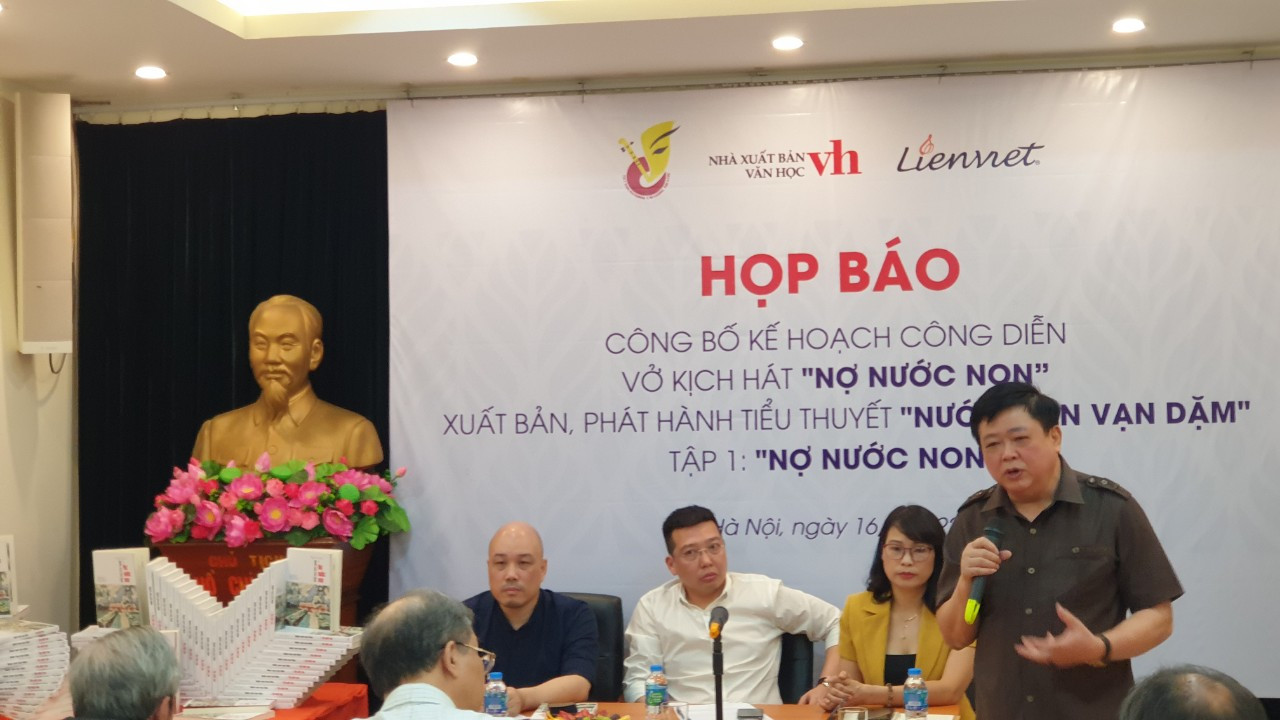 NHÀ XUẤT BẢN
VĂN HỌC
vh
Lienviet
HỌP BÁO
CÔNG BỐ KẾ HOẠCH CÔNG DIỄN
VỞ KỊCH HÁT "NỢ NƯỚC NON”
XUẤT BẢN, PHÁT HÀNH TIỂU THUYẾT VẠN DẶM"
TẬP 1: "NỢ NƯỚC NON
Hà Nội, ngày 16
CHỦ TỊCH